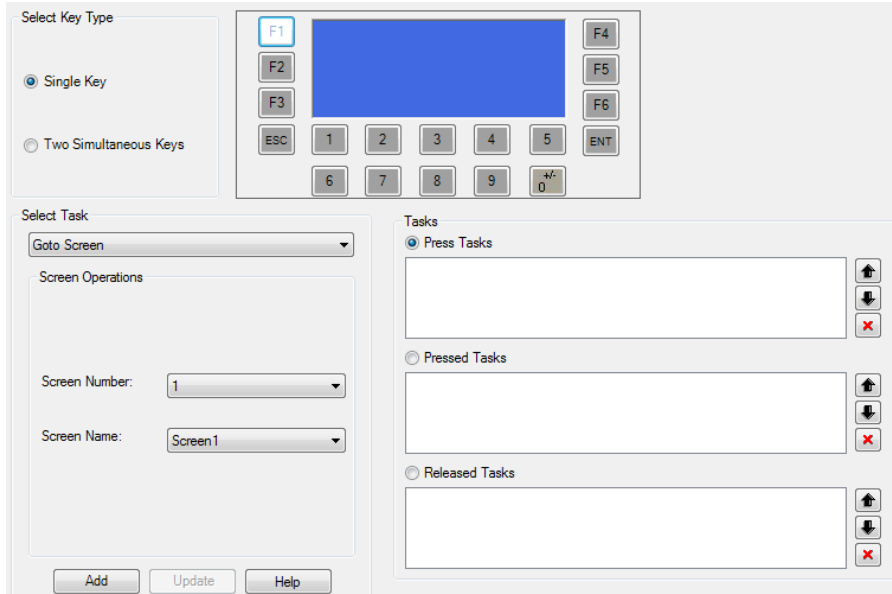 Select Key Type
Single Key
Two Simultaneous Keys
F1
F2
F3
ESC
F4
F5
F6
ENT
1 2 3 4 5
6 7 8 9 +/- 0
Select Task
Goto Screen
Screen Operations
Screen Number: 1
Screen Name: Screen1
Add Update Help
Tasks
Press Tasks
Pressed Tasks
Released Tasks